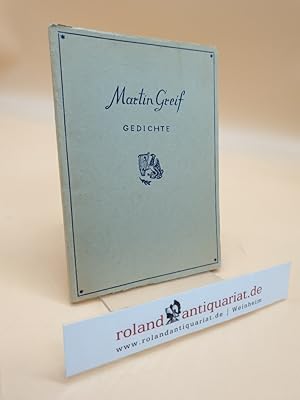 Martin Greif
GEDICHTE
roland antiquariat.de
www.rolandantiquariat.de | Weinheim